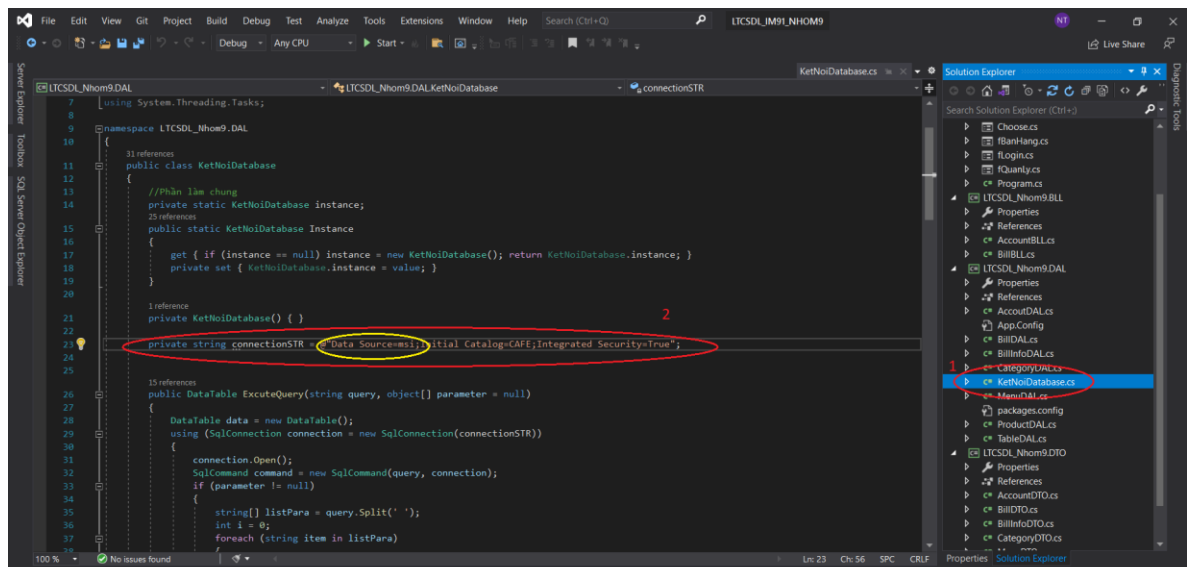 File Edit View Git Project Build Debug Test Analyze Tools Extensions Window Help Search (Ctrl+Q) LTCSDL_IM91_NHOM9 NT
Debug Any CPU Start Live Share
KetNoiDatabase.cs
LTCSDL_Nhom9.DAL LTCSDL_Nhom9.DAL.KetNoiDatabase connectionSTR
Server Explorer
Toolbox
SQL Server Object Explorer
7 using System.Threading.Tasks;
8
9 namespace LTCSDL_Nhom9.DAL
10 {
31 references
11 public class KetNoiDatabase
12 {
13 //Phần làm chung
14 private static KetNoiDatabase instance;
25 references
15 public static KetNoiDatabase Instance
16 {
17 get { if (instance == null) instance = new KetNoiDatabase(); return KetNoiDatabase.instance; }
18 private set { KetNoiDatabase.instance = value; }
19 }
20
1 reference
21 private KetNoiDatabase() { }
2
22
23 private string connectionSTR = @"Data Source=msi;Initial Catalog=CAFE;Integrated Security=True";
24
25
15 references
26 public DataTable ExcuteQuery(string query, object[] parameter = null)
27 {
28 DataTable data = new DataTable();
29 using (SqlConnection connection = new SqlConnection(connectionSTR))
30 {
31 connection.Open();
32 SqlCommand command = new SqlCommand(query, connection);
33 if (parameter != null)
34 {
35 string[] listPara = query.Split(' ');
36 int i = 0;
37 foreach (string item in listPara)
38 {
100 % No issues found Ln: 23 Ch: 56 SPC CRLF
Solution Explorer
Search Solution Explorer (Ctrl+;)
Choose.cs
fBanHang.cs
fLogin.cs
fQuanLy.cs
Program.cs
LTCSDL_Nhom9.BLL
Properties
References
AccountBLL.cs
BillBLL.cs
LTCSDL_Nhom9.DAL
Properties
References
AccoutDAL.cs
App.Config
BillDAL.cs
BillInfoDAL.cs
1 CategoryDAL.cs
KetNoiDatabase.cs
MenuDAL.cs
packages.config
ProductDAL.cs
TableDAL.cs
LTCSDL_Nhom9.DTO
Properties
References
AccountDTO.cs
BillDTO.cs
BillInfoDTO.cs
CategoryDTO.cs
Properties Solution Explorer
Diagnostic Tools